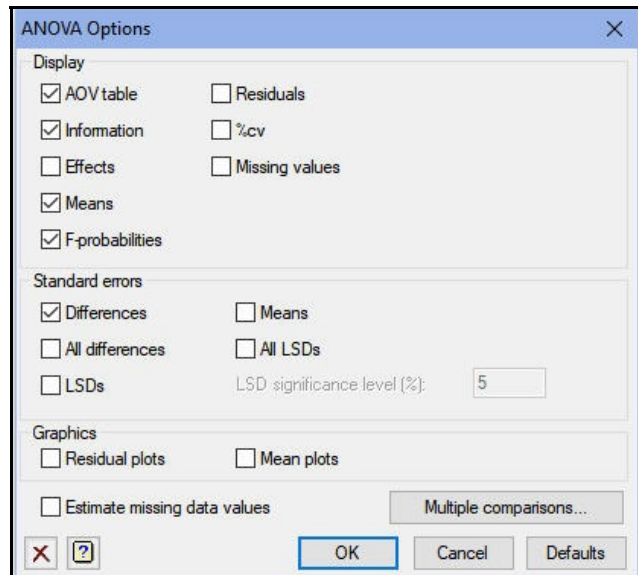 ANOVA Options
Display
AOV table
Residuals
Information
%cv
Effects
Missing values
Means
F-probabilities
Standard errors
Differences
Means
All differences
All LSDs
LSDs
LSD significance level (%):
5
Graphics
Residual plots
Mean plots
Estimate missing data values
Multiple comparisons...
?
OK
Cancel
Defaults